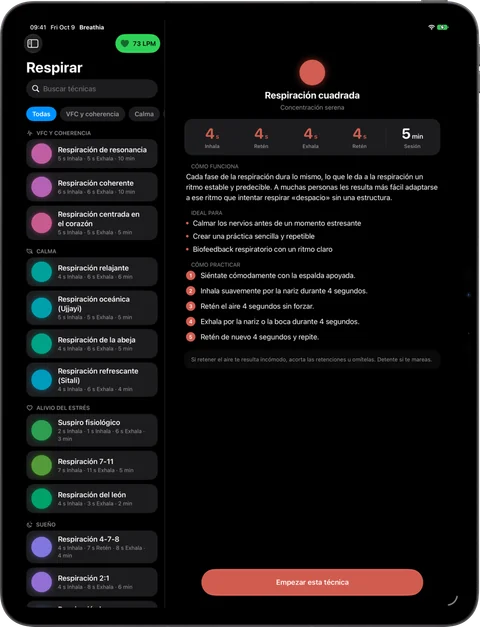 09:41 Fri Oct 9 Breathia
73 LPM
Respirar
Buscar técnicas
Todas
VFC y coherencia
Calma
VFC Y COHERENCIA
Respiración de resonancia
5 s Inhala · 5 s Exhala · 10 min
Respiración coherente
6 s Inhala · 6 s Exhala · 10 min
Respiración centrada en
el corazón
5 s Inhala · 5 s Exhala · 5 min
CALMA
Respiración relajante
4 s Inhala · 6 s Exhala · 5 min
Respiración oceánica
(Ujjayi)
5 s Inhala · 5 s Exhala · 5 min
Respiración de la abeja
4 s Inhala · 8 s Exhala · 5 min
Respiración refrescante
(Sitali)
4 s Inhala · 6 s Exhala · 4 min
ALIVIO DEL ESTRÉS
Suspiro fisiológico
2 s Inhala · 1 s Inhala · 6 s Exhala ·
3 min
Respiración 7-11
7 s Inhala · 11 s Exhala · 5 min
Respiración del león
4 s Inhala · 3 s Exhala · 2 min
SUEÑO
Respiración 4-7-8
4 s Inhala · 7 s Retén · 8 s Exhala ·
4 min
Respiración 2:1
4 s Inhala · 8 s Exhala · 6 min
Respiración cuadrada
Concentración serena
4 s
Inhala
4 s
Retén
4 s
Exhala
4 s
Retén
5 min
Sesión
CÓMO FUNCIONA
Cada fase de la respiración dura lo mismo, lo que le da a la respiración un
ritmo estable y predecible. A muchas personas les resulta más fácil adaptarse
a ese ritmo que intentar respirar «despacio» sin una estructura.
IDEAL PARA
• Calmar los nervios antes de un momento estresante
• Crear una práctica sencilla y repetible
• Biofeedback respiratorio con un ritmo claro
CÓMO PRACTICAR
1 Siéntate cómodamente con la espalda apoyada.
2 Inhala suavemente por la nariz durante 4 segundos.
3 Retén el aire 4 segundos sin forzar.
4 Exhala por la nariz o la boca durante 4 segundos.
5 Retén de nuevo 4 segundos y repite.
Si retener el aire te resulta incómodo, acorta las retenciones u omítelas. Detente si te mareas.
Empezar esta técnica